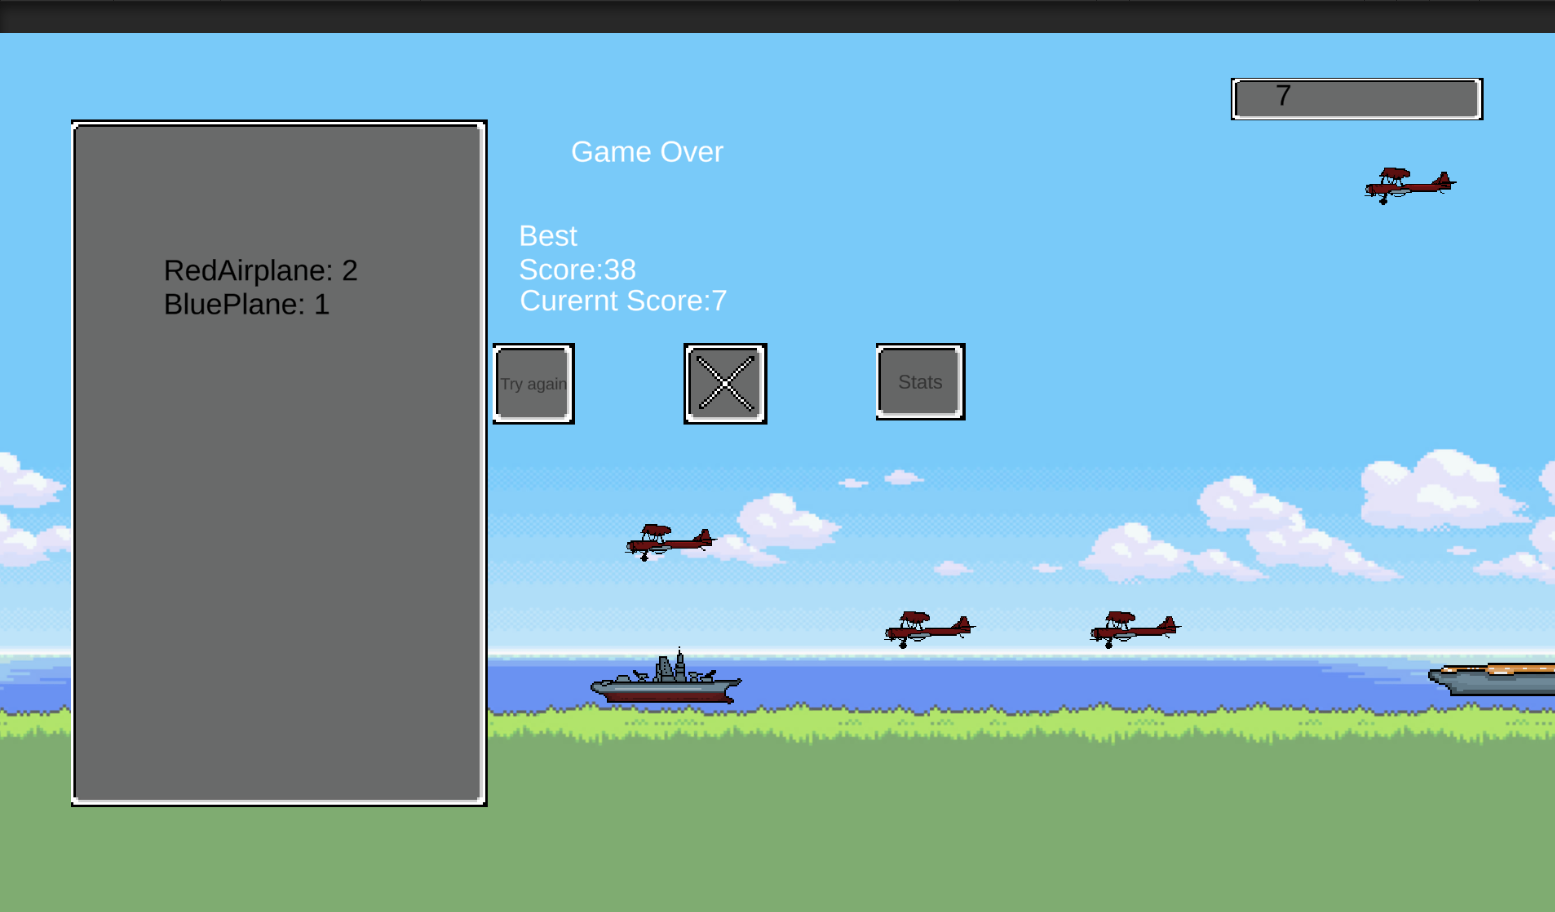 7
Game Over
Best
Score:38
Curernt Score:7
RedAirplane: 2
BluePlane: 1
Try again
Stats